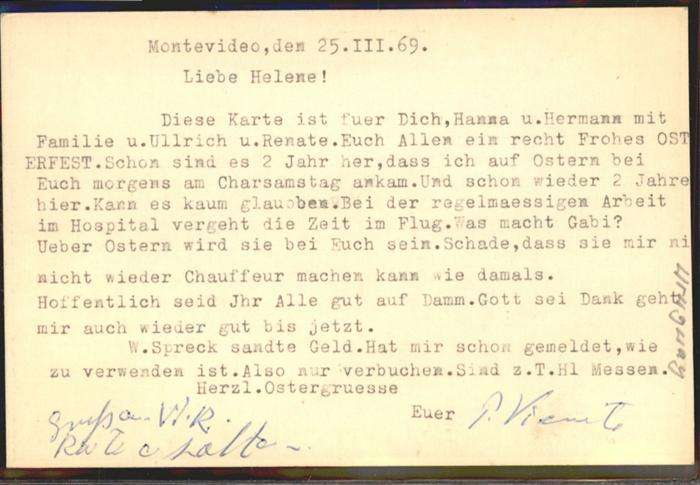 Montevideo,den 25.III.69.
Liebe Helene!
Diese Karte ist fuer Dich,Hanna u.Hermann mit
Familie u.Ullrich u.Renate.Euch Allen ein recht Frohes OST
ERFEST.Schon sind es 2 Jahr her,dass ich auf Ostern bei
Euch morgens am Charsamstag ankam.Und schon wieder 2 Jahre
hier.Kann es kaum glauoben.Bei der regelmaessigen Arbeit
im Hospital vergeht die Zeit im Flug.Was macht Gabi?
Ueber Ostern wird sie bei Euch sein.Schade,dass sie mir ni
nicht wieder Chauffeur machen kann wie damals.
Hoffentlich seid Jhr Alle gut auf Damm.Gott sei Dank geht
mir auch wieder gut bis jetzt.
W.Spreck sandte Geld.Hat mir schon gemeldet,wie
zu verwenden ist.Also nur verbuchen.Sind z.T.Hl Messen.
Herzl.Ostergruesse
Euer P.